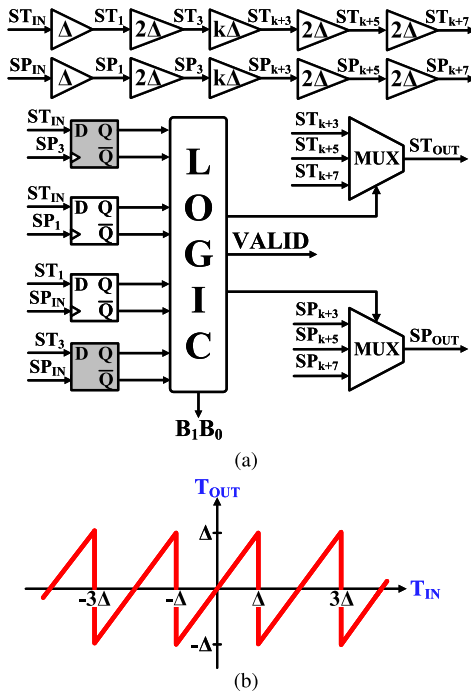 ST_IN Δ ST_1 2Δ ST_3 kΔ ST_k+3 2Δ ST_k+5 2Δ ST_k+7
SP_IN Δ SP_1 2Δ SP_3 kΔ SP_k+3 2Δ SP_k+5 2Δ SP_k+7
ST_IN D Q
SP_3 Q̅
ST_IN D Q
SP_1 Q̅
ST_1 D Q
SP_IN Q̅
ST_3 D Q
SP_IN Q̅
L
O
G
I
C
VALID
B_1B_0
ST_k+3
ST_k+5
ST_k+7
MUX
ST_OUT
SP_k+3
SP_k+5
SP_k+7
MUX
SP_OUT
(a)
T_OUT
Δ
-3Δ -Δ Δ 3Δ T_IN
-Δ
(b)